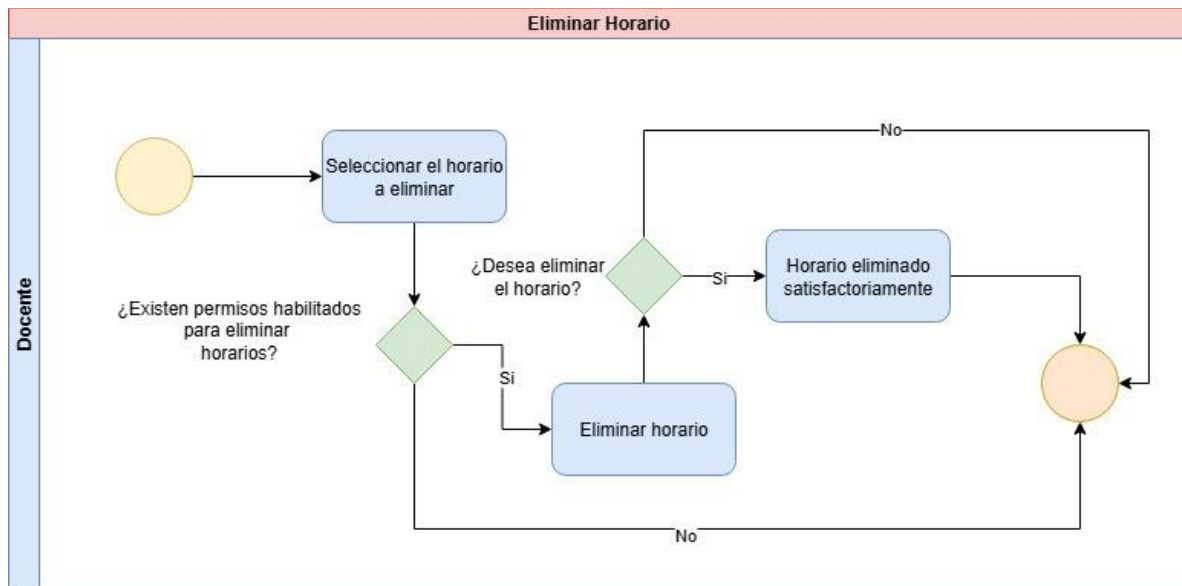 Eliminar Horario
Docente
Seleccionar el horario
a eliminar
¿Existen permisos habilitados
para eliminar
horarios?
Si
Eliminar horario
¿Desea eliminar
el horario?
Si
Horario eliminado
satisfactoriamente
No
No